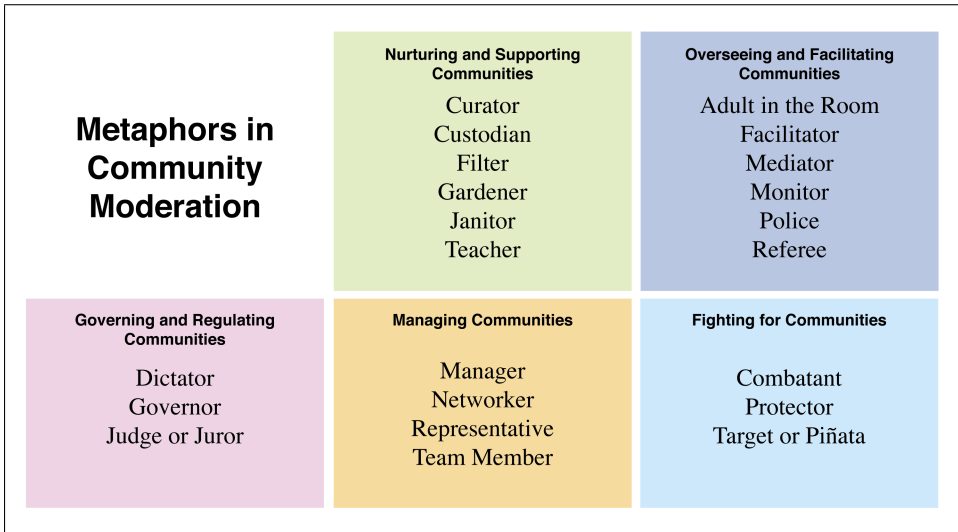 Metaphors in
Community
Moderation
Nurturing and Supporting
Communities
Curator
Custodian
Filter
Gardener
Janitor
Teacher
Overseeing and Facilitating
Communities
Adult in the Room
Facilitator
Mediator
Monitor
Police
Referee
Governing and Regulating
Communities
Dictator
Governor
Judge or Juror
Managing Communities
Manager
Networker
Representative
Team Member
Fighting for Communities
Combatant
Protector
Target or Piñata